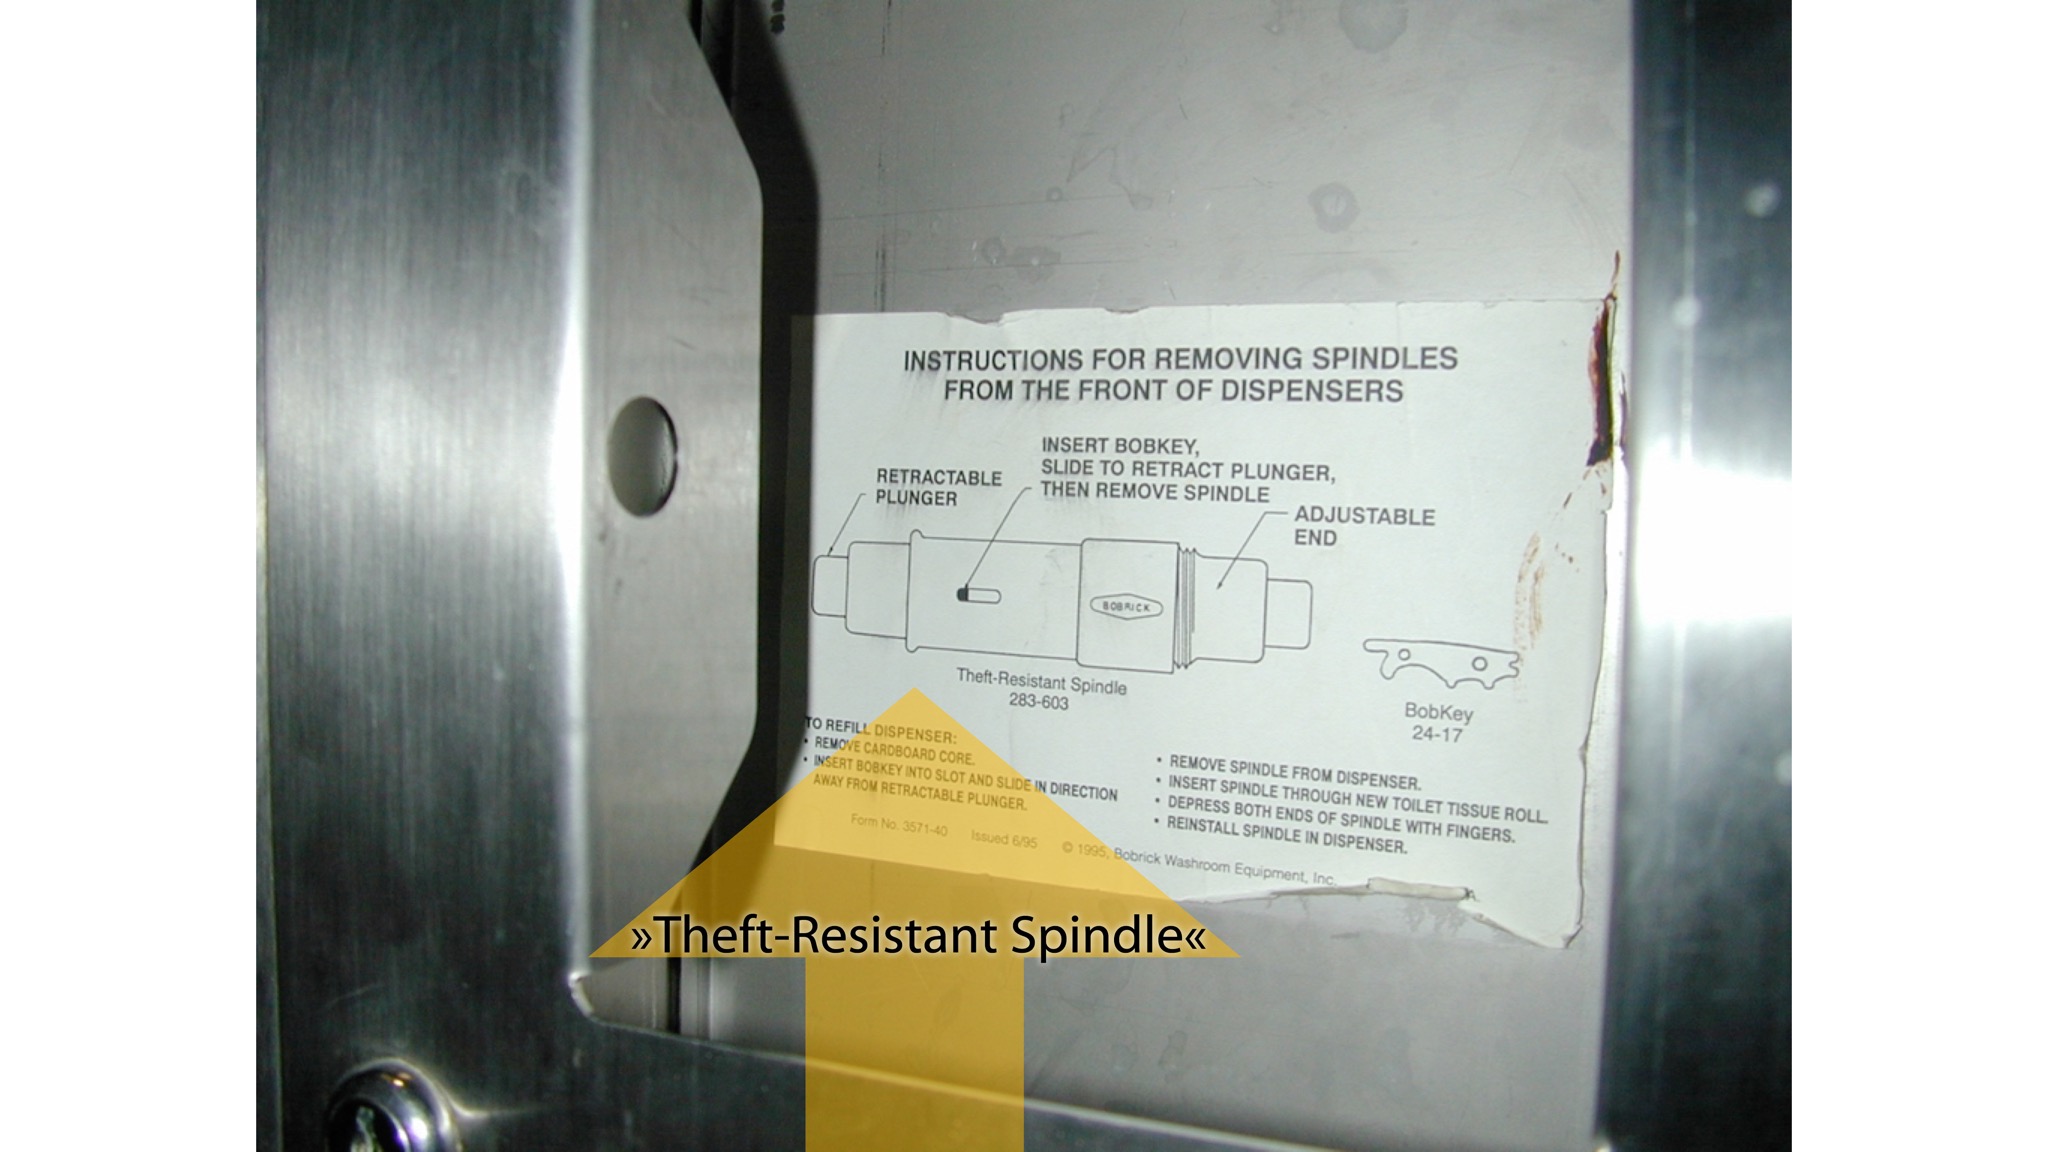 INSTRUCTIONS FOR REMOVING SPINDLES
FROM THE FRONT OF DISPENSERS
INSERT BOBKEY,
SLIDE TO RETRACT PLUNGER,
THEN REMOVE SPINDLE
RETRACTABLE
PLUNGER
ADJUSTABLE
END
BOBRICK
Theft-Resistant Spindle
283-603
BobKey
24-17
TO REFILL DISPENSER:
• REMOVE CARDBOARD CORE.
• INSERT BOBKEY INTO SLOT AND SLIDE IN DIRECTION
AWAY FROM RETRACTABLE PLUNGER.
• REMOVE SPINDLE FROM DISPENSER.
• INSERT SPINDLE THROUGH NEW TOILET TISSUE ROLL.
• DEPRESS BOTH ENDS OF SPINDLE WITH FINGERS.
• REINSTALL SPINDLE IN DISPENSER.
Form No. 3571-40 Issued 6/95 © 1995, Bobrick Washroom Equipment, Inc.
»Theft-Resistant Spindle«